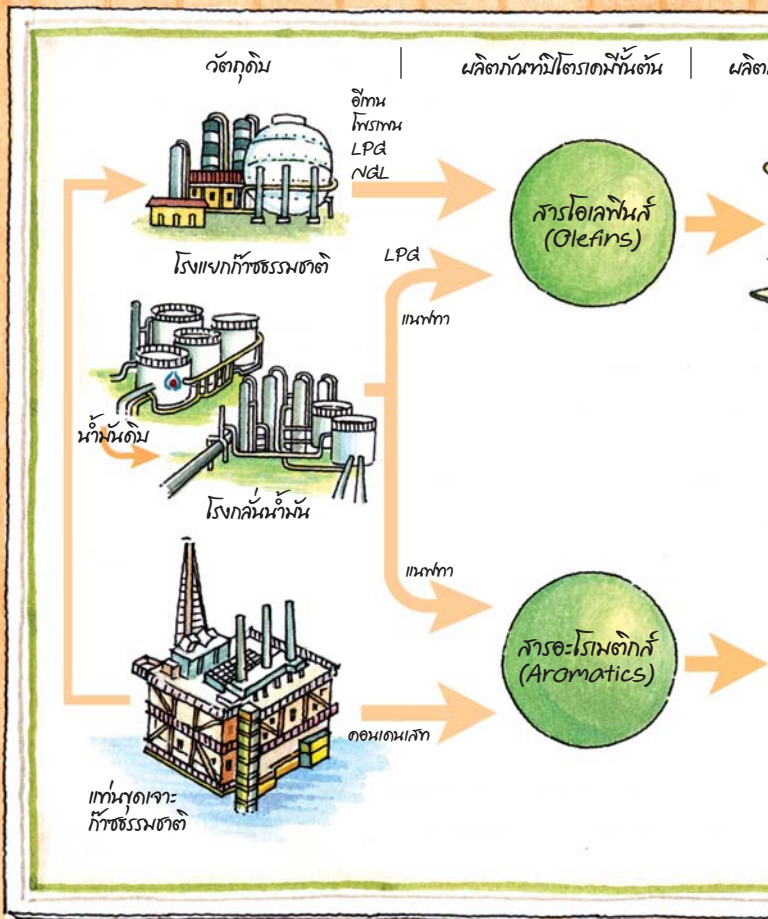 วัตถุดิบ
ผลิตภัณฑ์ปิโตรเคมีขั้นต้น
อีเทน
โพรเพน
LPG
NGL
โรงแยกก๊าซธรรมชาติ
สารโอเลฟินส์
(Olefins)
LPG
แนฟทา
น้ำมันดิบ
โรงกลั่นน้ำมัน
แนฟทา
สารอะโรเมติกส์
(Aromatics)
คอนเดนเสท
แท่นขุดเจาะ
ก๊าซธรรมชาติ